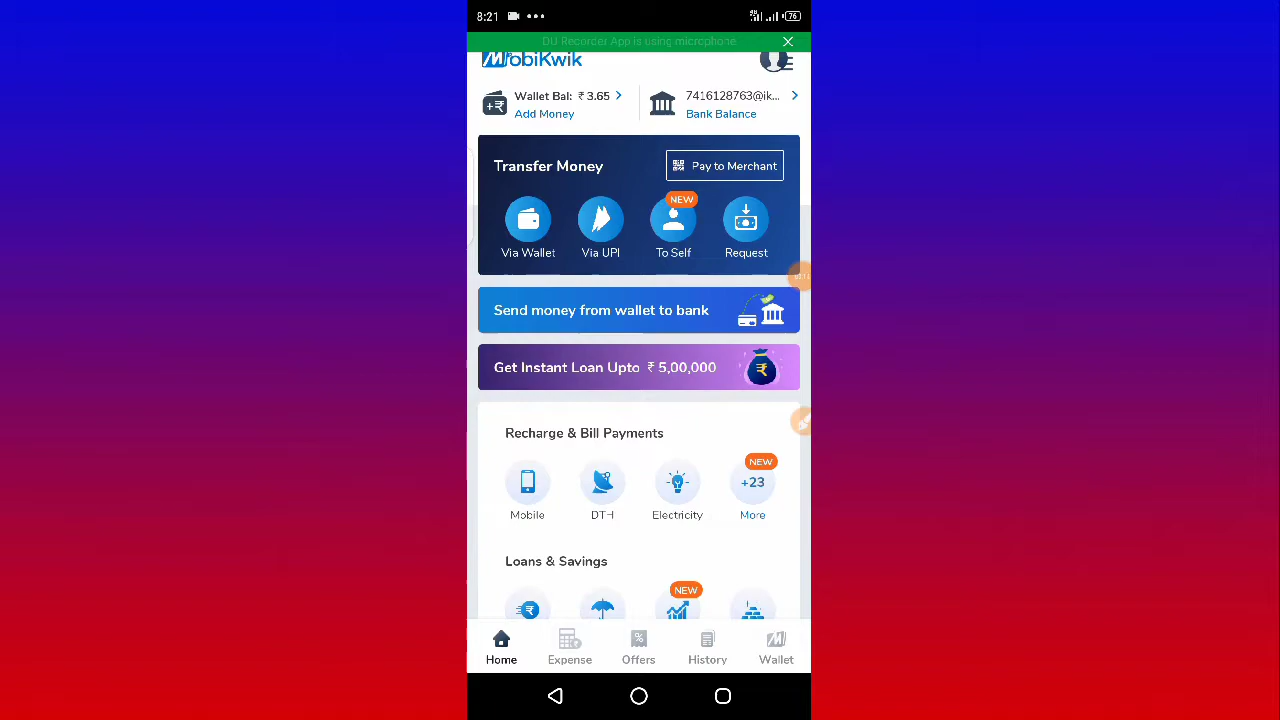 8:21 76
DU Recorder App is using microphone
MobiKwik
Wallet Bal: ₹ 3.65
Add Money
7416128763@ik...
Bank Balance
Transfer Money
Pay to Merchant
NEW
Via Wallet Via UPI To Self Request
Send money from wallet to bank
Get Instant Loan Upto ₹ 5,00,000
Recharge & Bill Payments
NEW
+23
Mobile DTH Electricity More
Loans & Savings
NEW
Home Expense Offers History Wallet